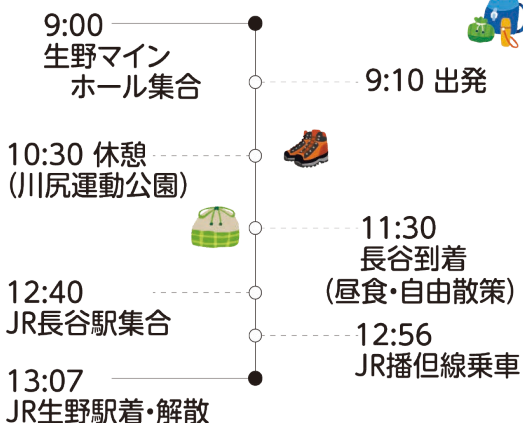 9:00
生野マイン
ホール集合
9:10 出発
10:30 休憩
(川尻運動公園)
11:30
長谷到着
(昼食・自由散策)
12:40
JR長谷駅集合
12:56
JR播但線乗車
13:07
JR生野駅着・解散